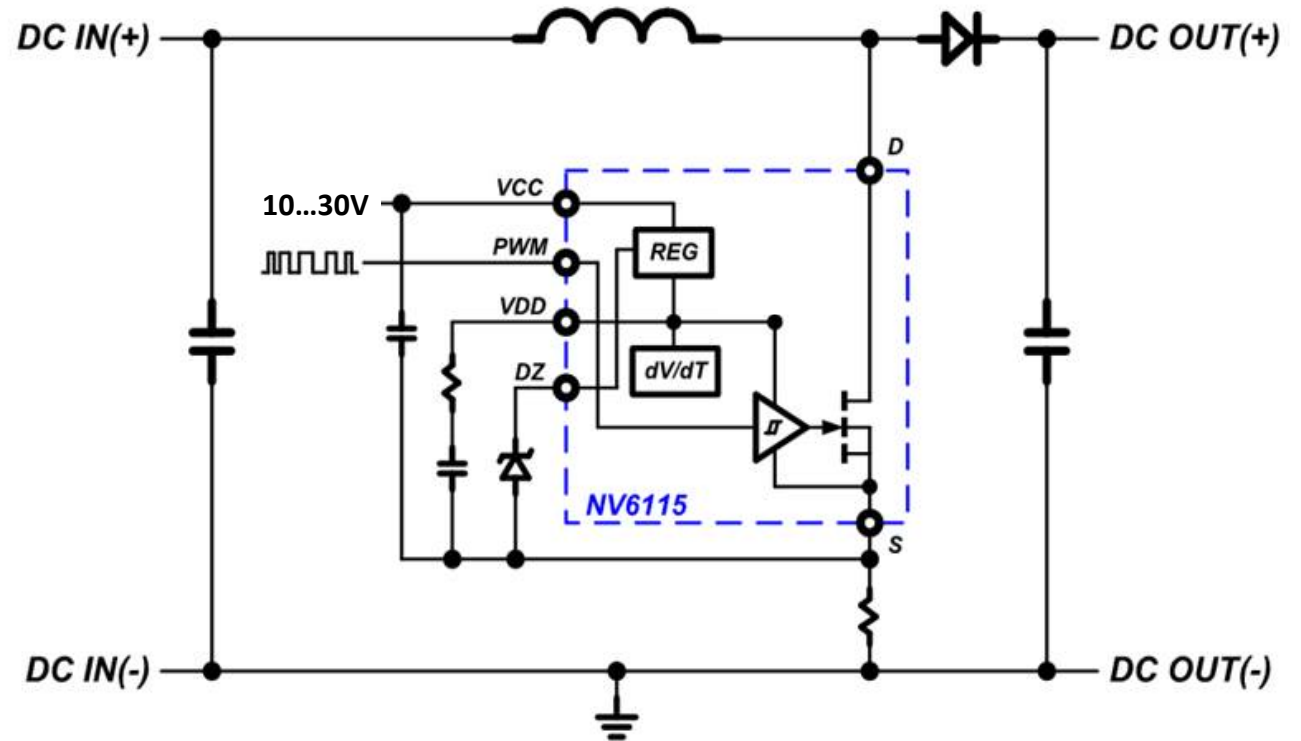 DC IN(+)
DC OUT(+)
D
VCC
10...30V
PWM
REG
VDD
dV/dT
DZ
NV6115
S
DC IN(-)
DC OUT(-)